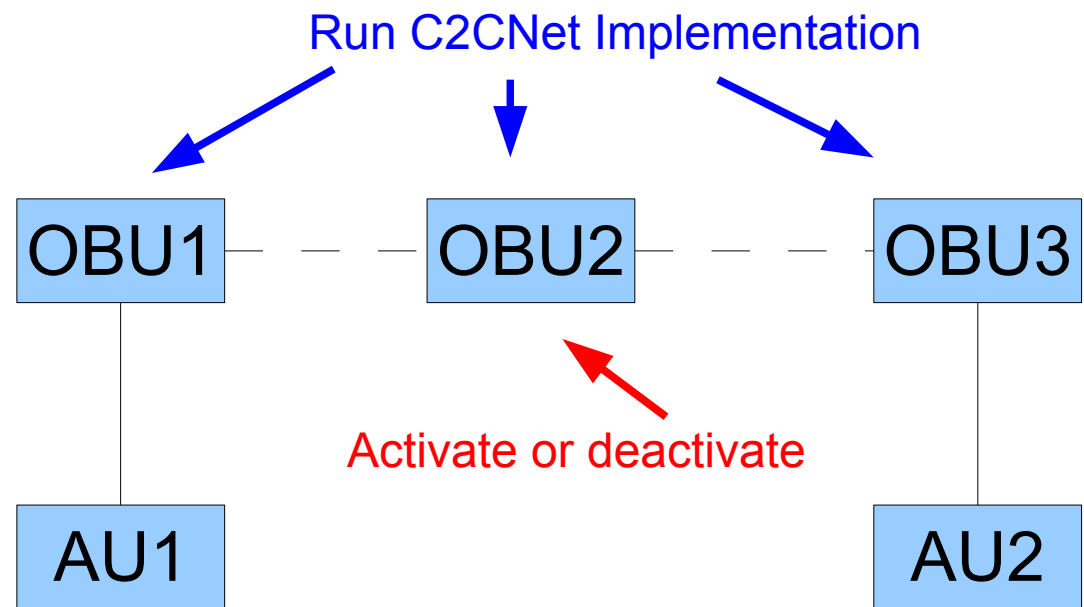 Run C2CNet Implementation
OBU1
OBU2
OBU3
Activate or deactivate
AU1
AU2